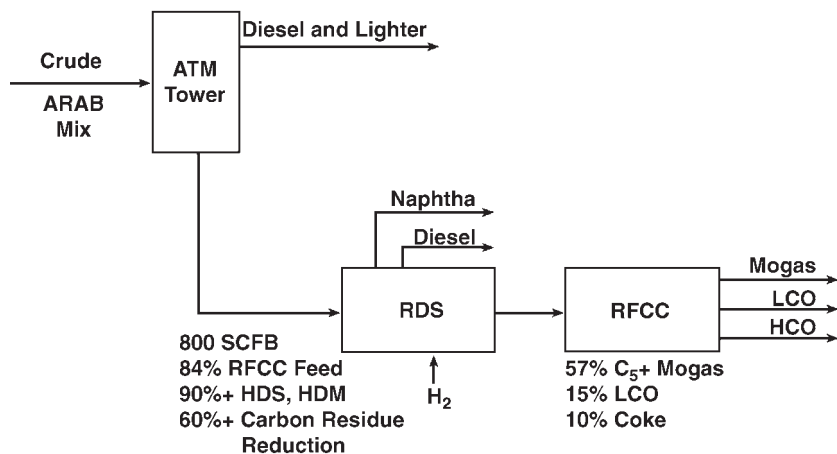 Diesel and Lighter
Crude
ATM
Tower
ARAB
Mix
Naphtha
Diesel
RDS
RFCC
Mogas
LCO
HCO
800 SCFB
84% RFCC Feed
90%+ HDS, HDM
60%+ Carbon Residue
Reduction
H₂
57% C₅+ Mogas
15% LCO
10% Coke